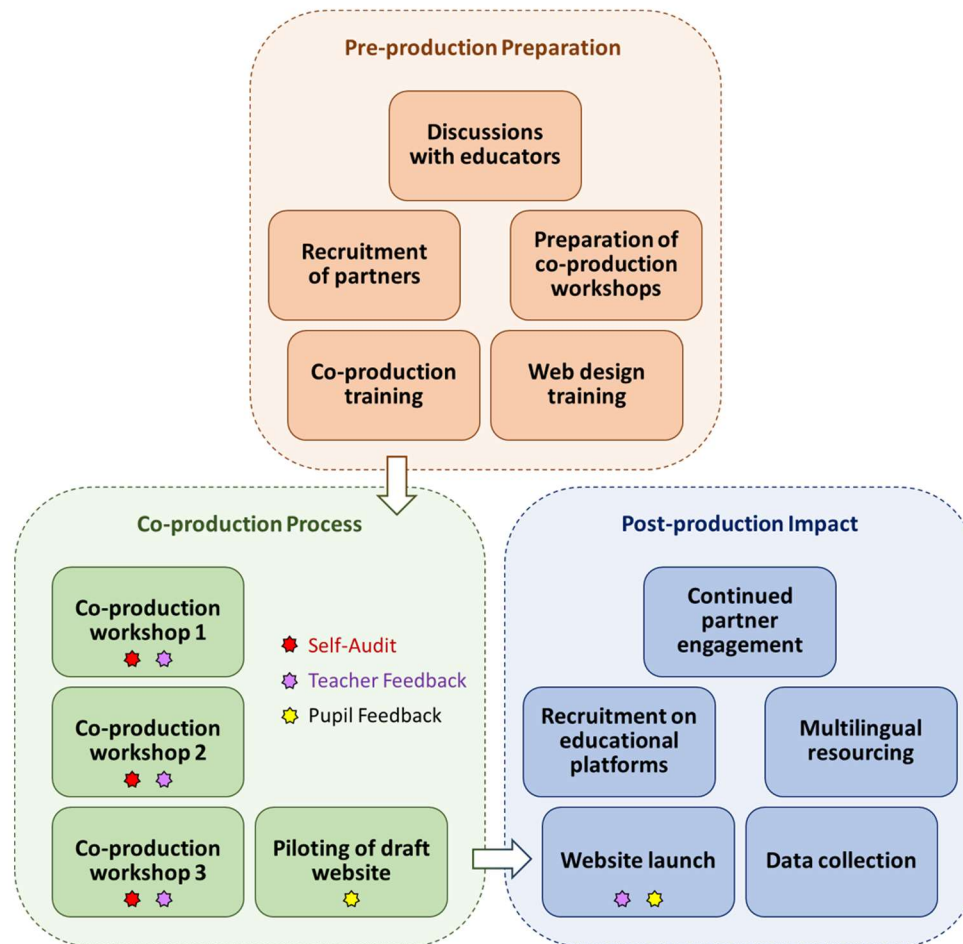 Pre-production Preparation
Discussions
with educators
Recruitment
of partners
Preparation of
co-production
workshops
Co-production
training
Web design
training
Co-production Process
Co-production
workshop 1
Co-production
workshop 2
Co-production
workshop 3
Piloting of draft
website
Self-Audit
Teacher Feedback
Pupil Feedback
Post-production Impact
Continued
partner
engagement
Recruitment on
educational
platforms
Multilingual
resourcing
Website launch
Data collection